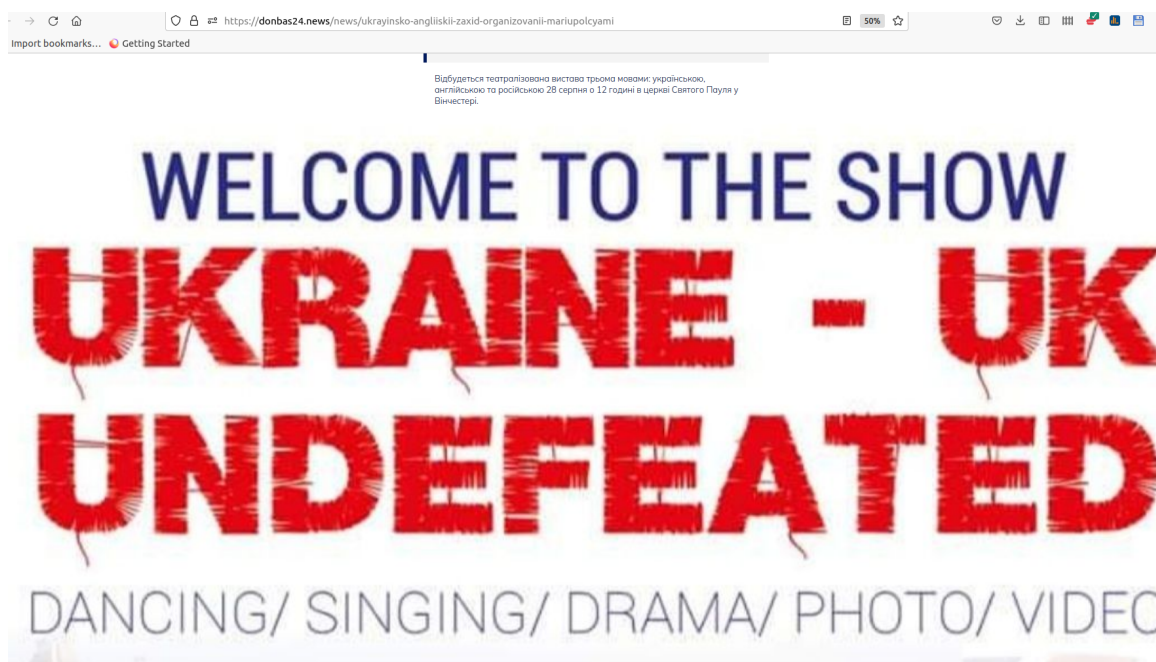 https://donbas24.news/news/ukrayinsko-angliiskii-zaxid-organizovanii-mariupolcyami
50%
Import bookmarks... Getting Started
Відбудеться театралізована вистава трьома мовами: українською,
англійською та російською 28 серпня о 12 годині в церкві Святого Пауля у
Вінчестері.
WELCOME TO THE SHOW
UKRAINE - UK
UNDEFEATED
DANCING/ SINGING/ DRAMA/ PHOTO/ VIDEO